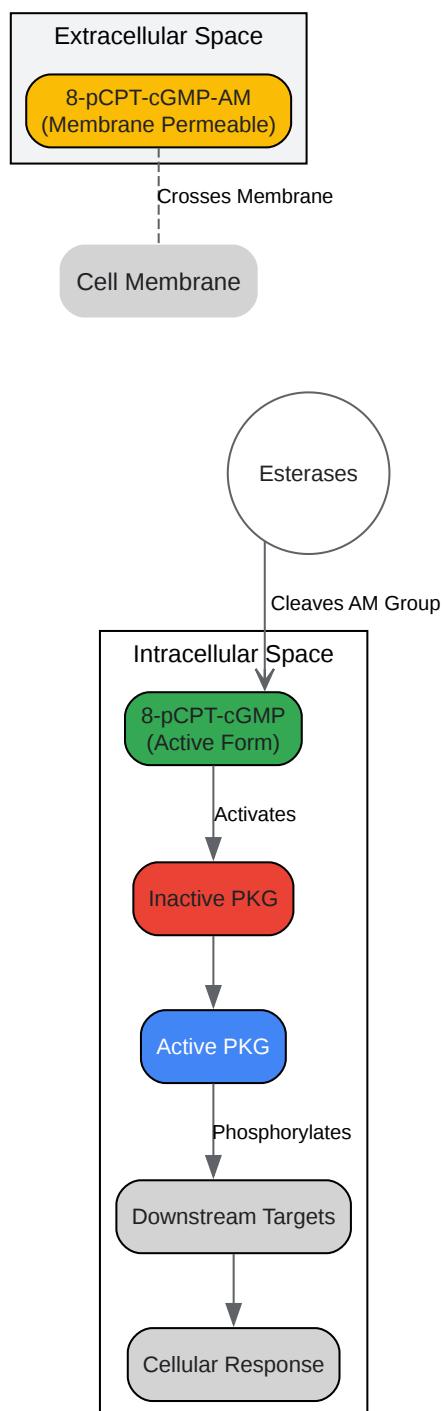 Extracellular Space
8-pCPT-cGMP-AM
(Membrane Permeable)
Crosses Membrane
Cell Membrane
Esterases
Cleaves AM Group
Intracellular Space
8-pCPT-cGMP
(Active Form)
Activates
Inactive PKG
Active PKG
Phosphorylates
Downstream Targets
Cellular Response